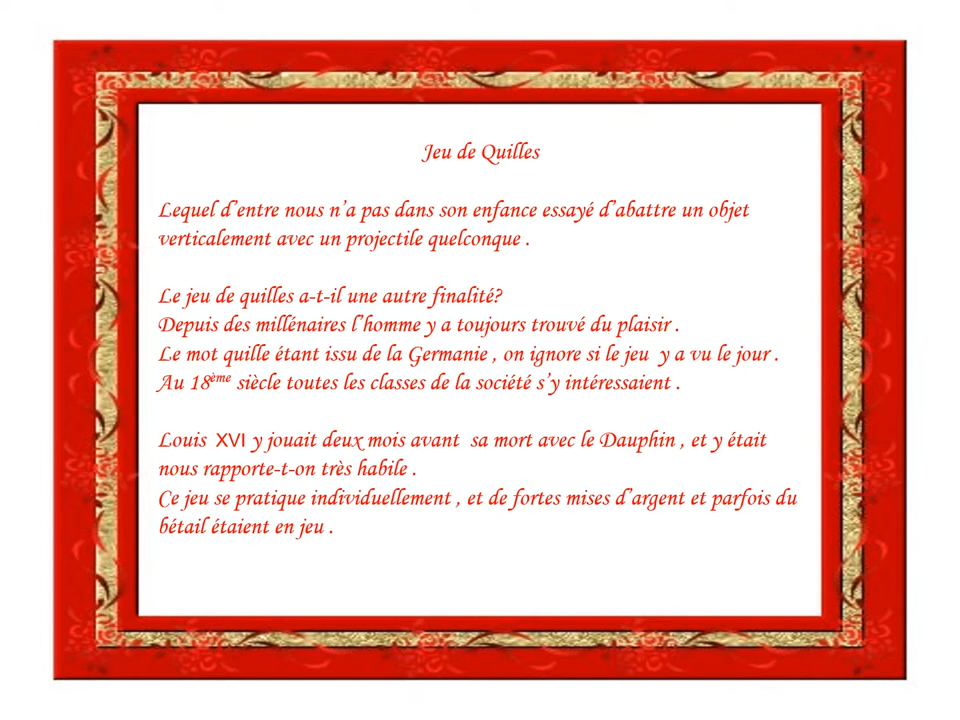 Jeu de Quilles
Lequel d’entre nous n’a pas dans son enfance essayé d’abattre un objet
verticalement avec un projectile quelconque .
Le jeu de quilles a-t-il une autre finalité?
Depuis des millénaires l’homme y a toujours trouvé du plaisir .
Le mot quille étant issu de la Germanie , on ignore si le jeu y a vu le jour .
Au 18ème siècle toutes les classes de la société s’y intéressaient .
Louis XVI y jouait deux mois avant sa mort avec le Dauphin , et y était
nous rapporte-t-on très habile .
Ce jeu se pratique individuellement , et de fortes mises d’argent et parfois du
bétail étaient en jeu .